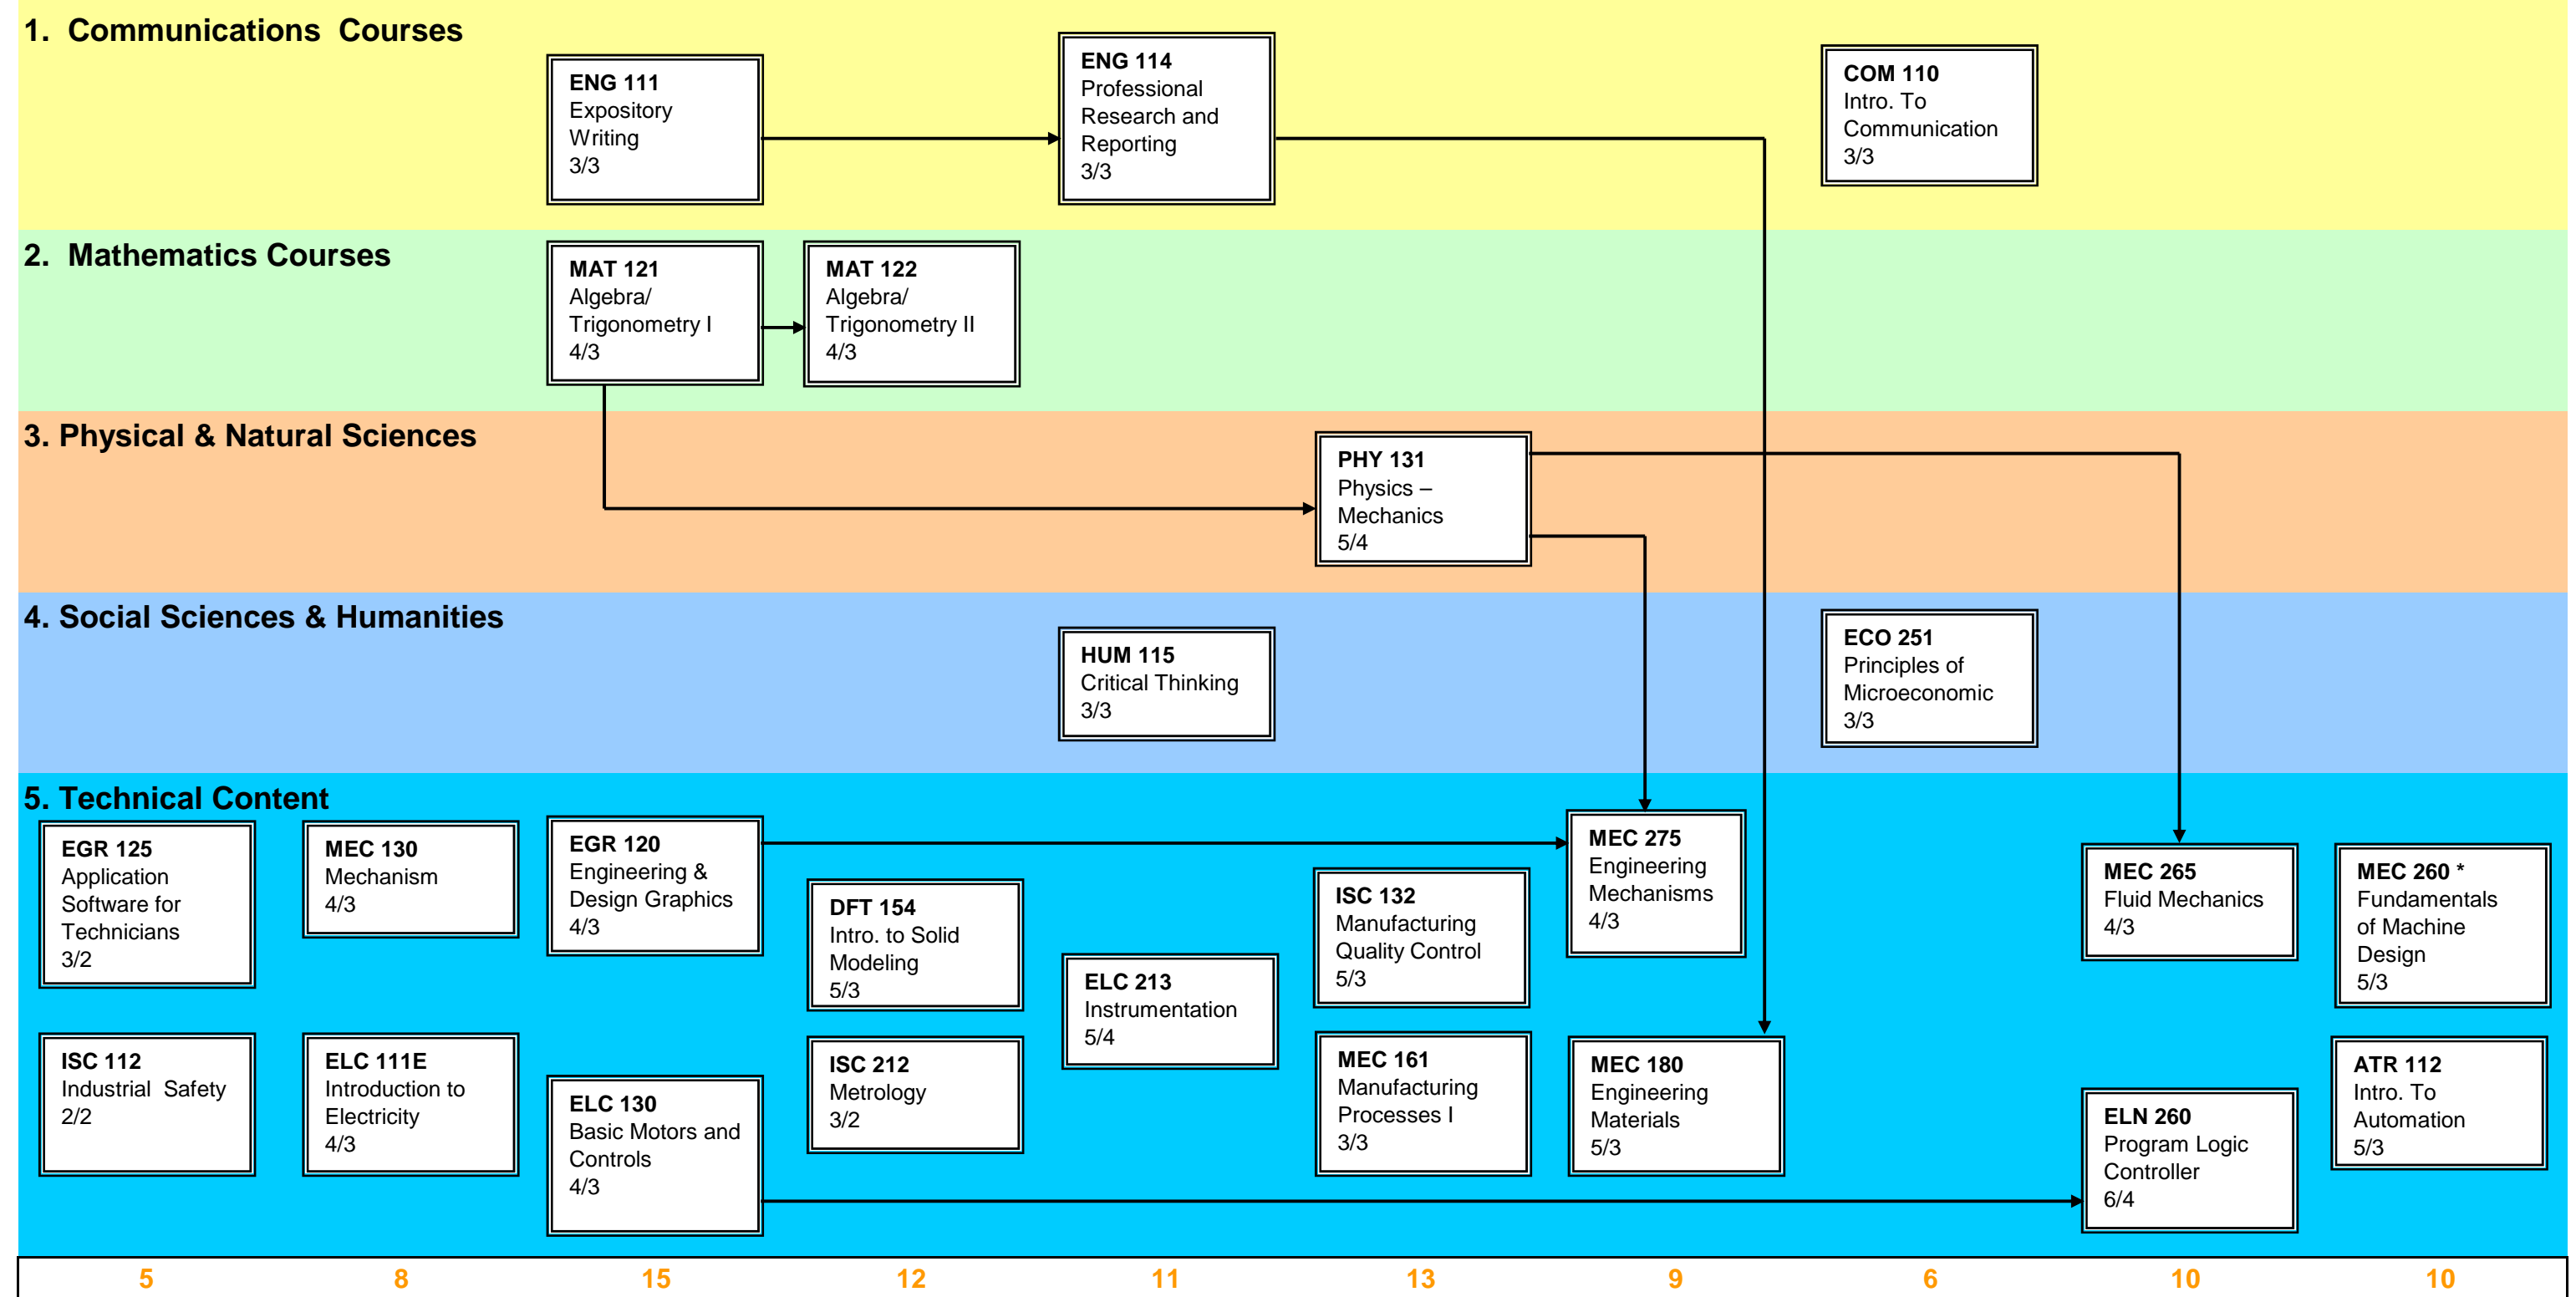 1. Communications Courses
ENG 111
Expository
Writing
3/3
ENG 114
Professional
Research and
Reporting
3/3
COM 110
Intro. To
Communication
3/3
2. Mathematics Courses
MAT 121
Algebra/
Trigonometry I
4/3
MAT 122
Algebra/
Trigonometry II
4/3
3. Physical & Natural Sciences
PHY 131
Physics –
Mechanics
5/4
4. Social Sciences & Humanities
HUM 115
Critical Thinking
3/3
ECO 251
Principles of
Microeconomic
3/3
5. Technical Content
EGR 125
Application
Software for
Technicians
3/2
MEC 130
Mechanism
4/3
EGR 120
Engineering &
Design Graphics
4/3
DFT 154
Intro. to Solid
Modeling
5/3
ELC 213
Instrumentation
5/4
ISC 132
Manufacturing
Quality Control
5/3
MEC 275
Engineering
Mechanisms
4/3
MEC 265
Fluid Mechanics
4/3
MEC 260 *
Fundamentals
of Machine
Design
5/3
ISC 112
Industrial Safety
2/2
ELC 111E
Introduction to
Electricity
4/3
ELC 130
Basic Motors and
Controls
4/3
ISC 212
Metrology
3/2
MEC 161
Manufacturing
Processes I
3/3
MEC 180
Engineering
Materials
5/3
ELN 260
Program Logic
Controller
6/4
ATR 112
Intro. To
Automation
5/3
5 8 15 12 11 13 9 6 10 10